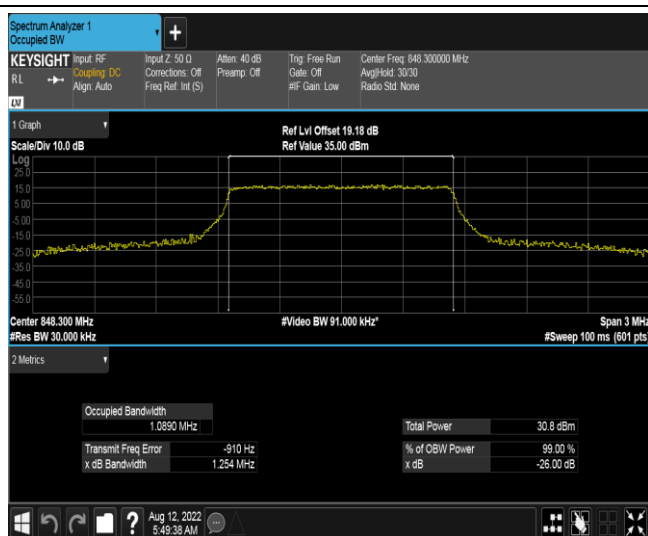 Spectrum Analyzer 1
Occupied BW
+
KEYSIGHT
RL
LXI
Input: RF
Coupling: DC
Align: Auto
Input Z: 50 Ω
Corrections: Off
Freq Ref: Int (S)
Atten: 40 dB
Preamp: Off
Trig: Free Run
Gate: Off
#IF Gain: Low
Center Freq: 848.300000 MHz
Avg|Hold: 30/30
Radio Std: None
1 Graph
Scale/Div 10.0 dB
Ref Lvl Offset 19.18 dB
Ref Value 35.00 dBm
Log
25.0
15.0
5.00
-5.00
-15.0
-25.0
-35.0
-45.0
-55.0
Center 848.300 MHz
#Res BW 30.000 kHz
#Video BW 91.000 kHz*
Span 3 MHz
#Sweep 100 ms (601 pts)
2 Metrics
Occupied Bandwidth
1.0890 MHz
Transmit Freq Error -910 Hz
x dB Bandwidth 1.254 MHz
Total Power 30.8 dBm
% of OBW Power 99.00 %
x dB -26.00 dB
?
Aug 12, 2022
5:49:38 AM